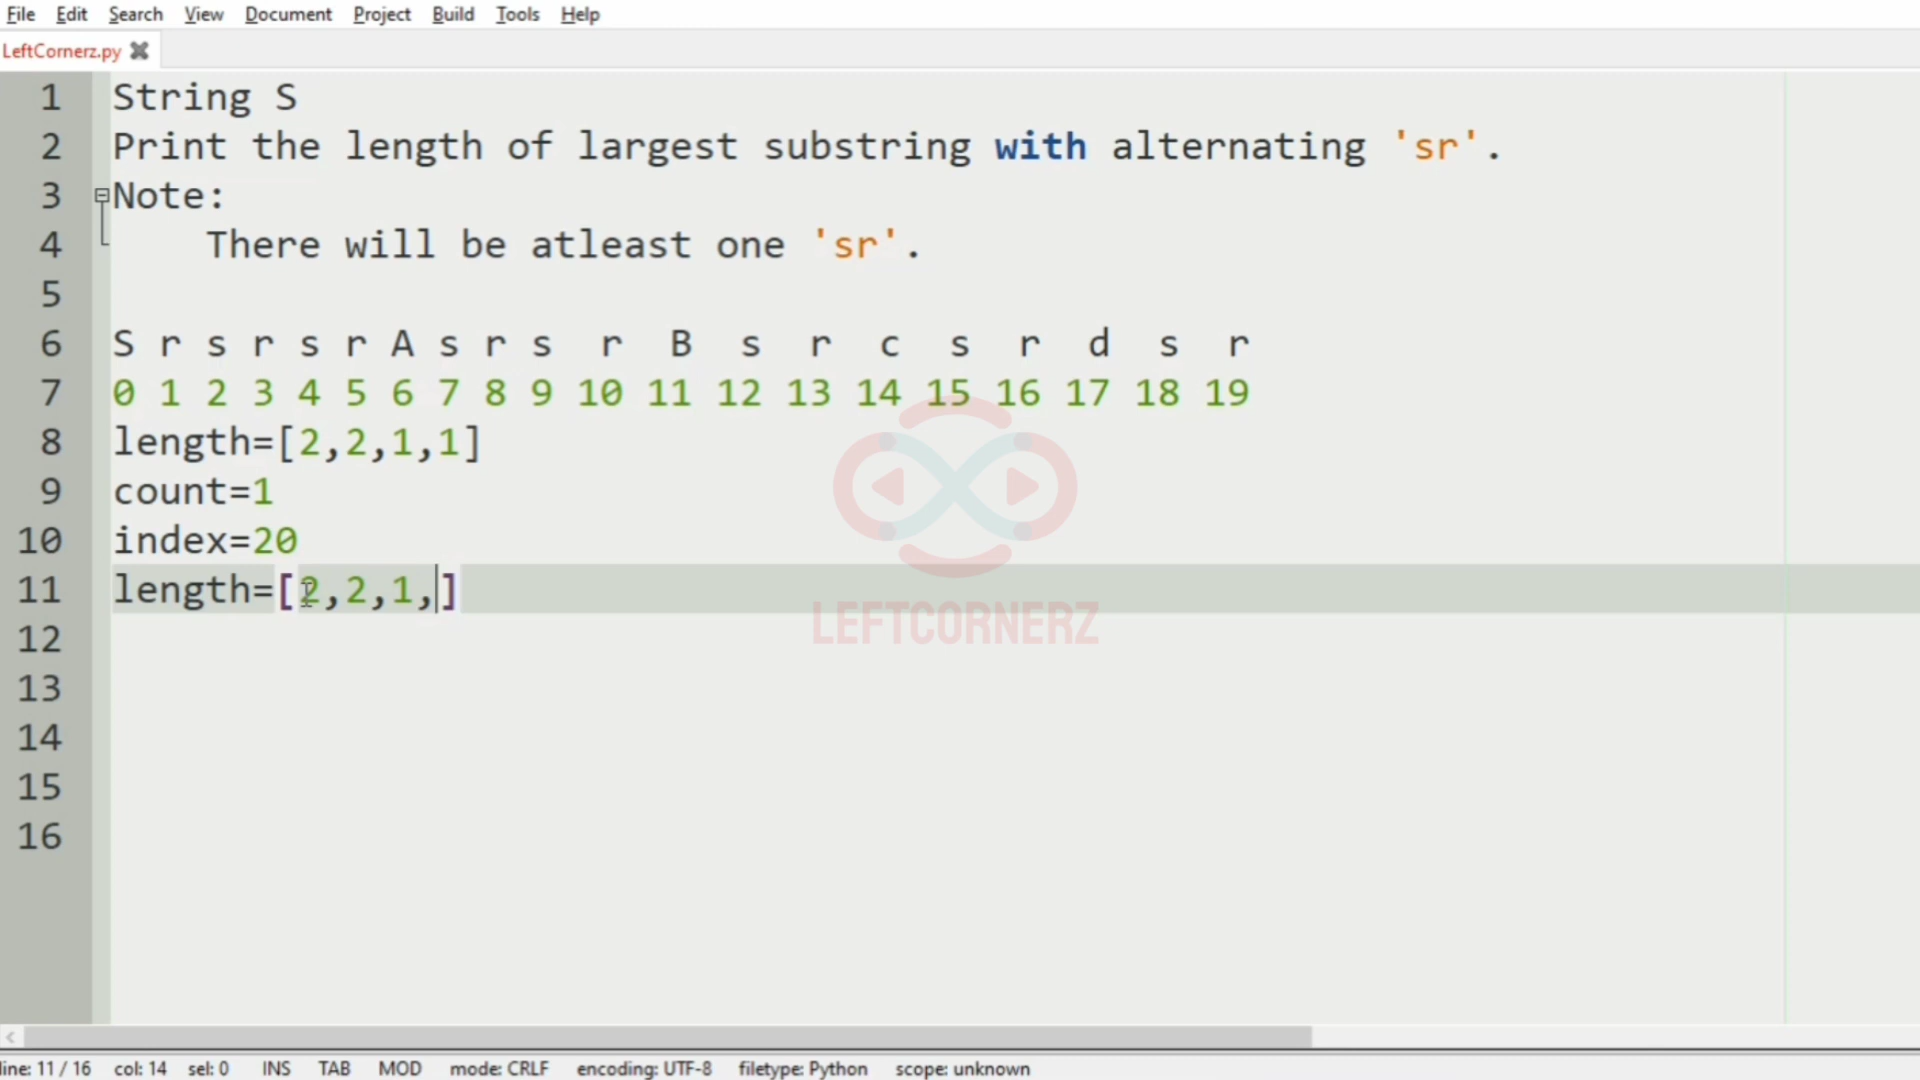 File Edit Search View Document Project Build Tools Help
LeftCornerz.py
1 String S
2 Print the length of largest substring with alternating 'sr'.
3 Note:
4 There will be atleast one 'sr'.
5
6 S r s r s r A s r s r B s r c s r d s r
7 0 1 2 3 4 5 6 7 8 9 10 11 12 13 14 15 16 17 18 19
8 length=[2,2,1,1]
9 count=1
10 index=20
11 length=[2,2,1,]
LEFTCORNERZ
12
13
14
15
16
line: 11 / 16 col: 14 sel: 0 INS TAB MOD mode: CRLF encoding: UTF-8 filetype: Python scope: unknown